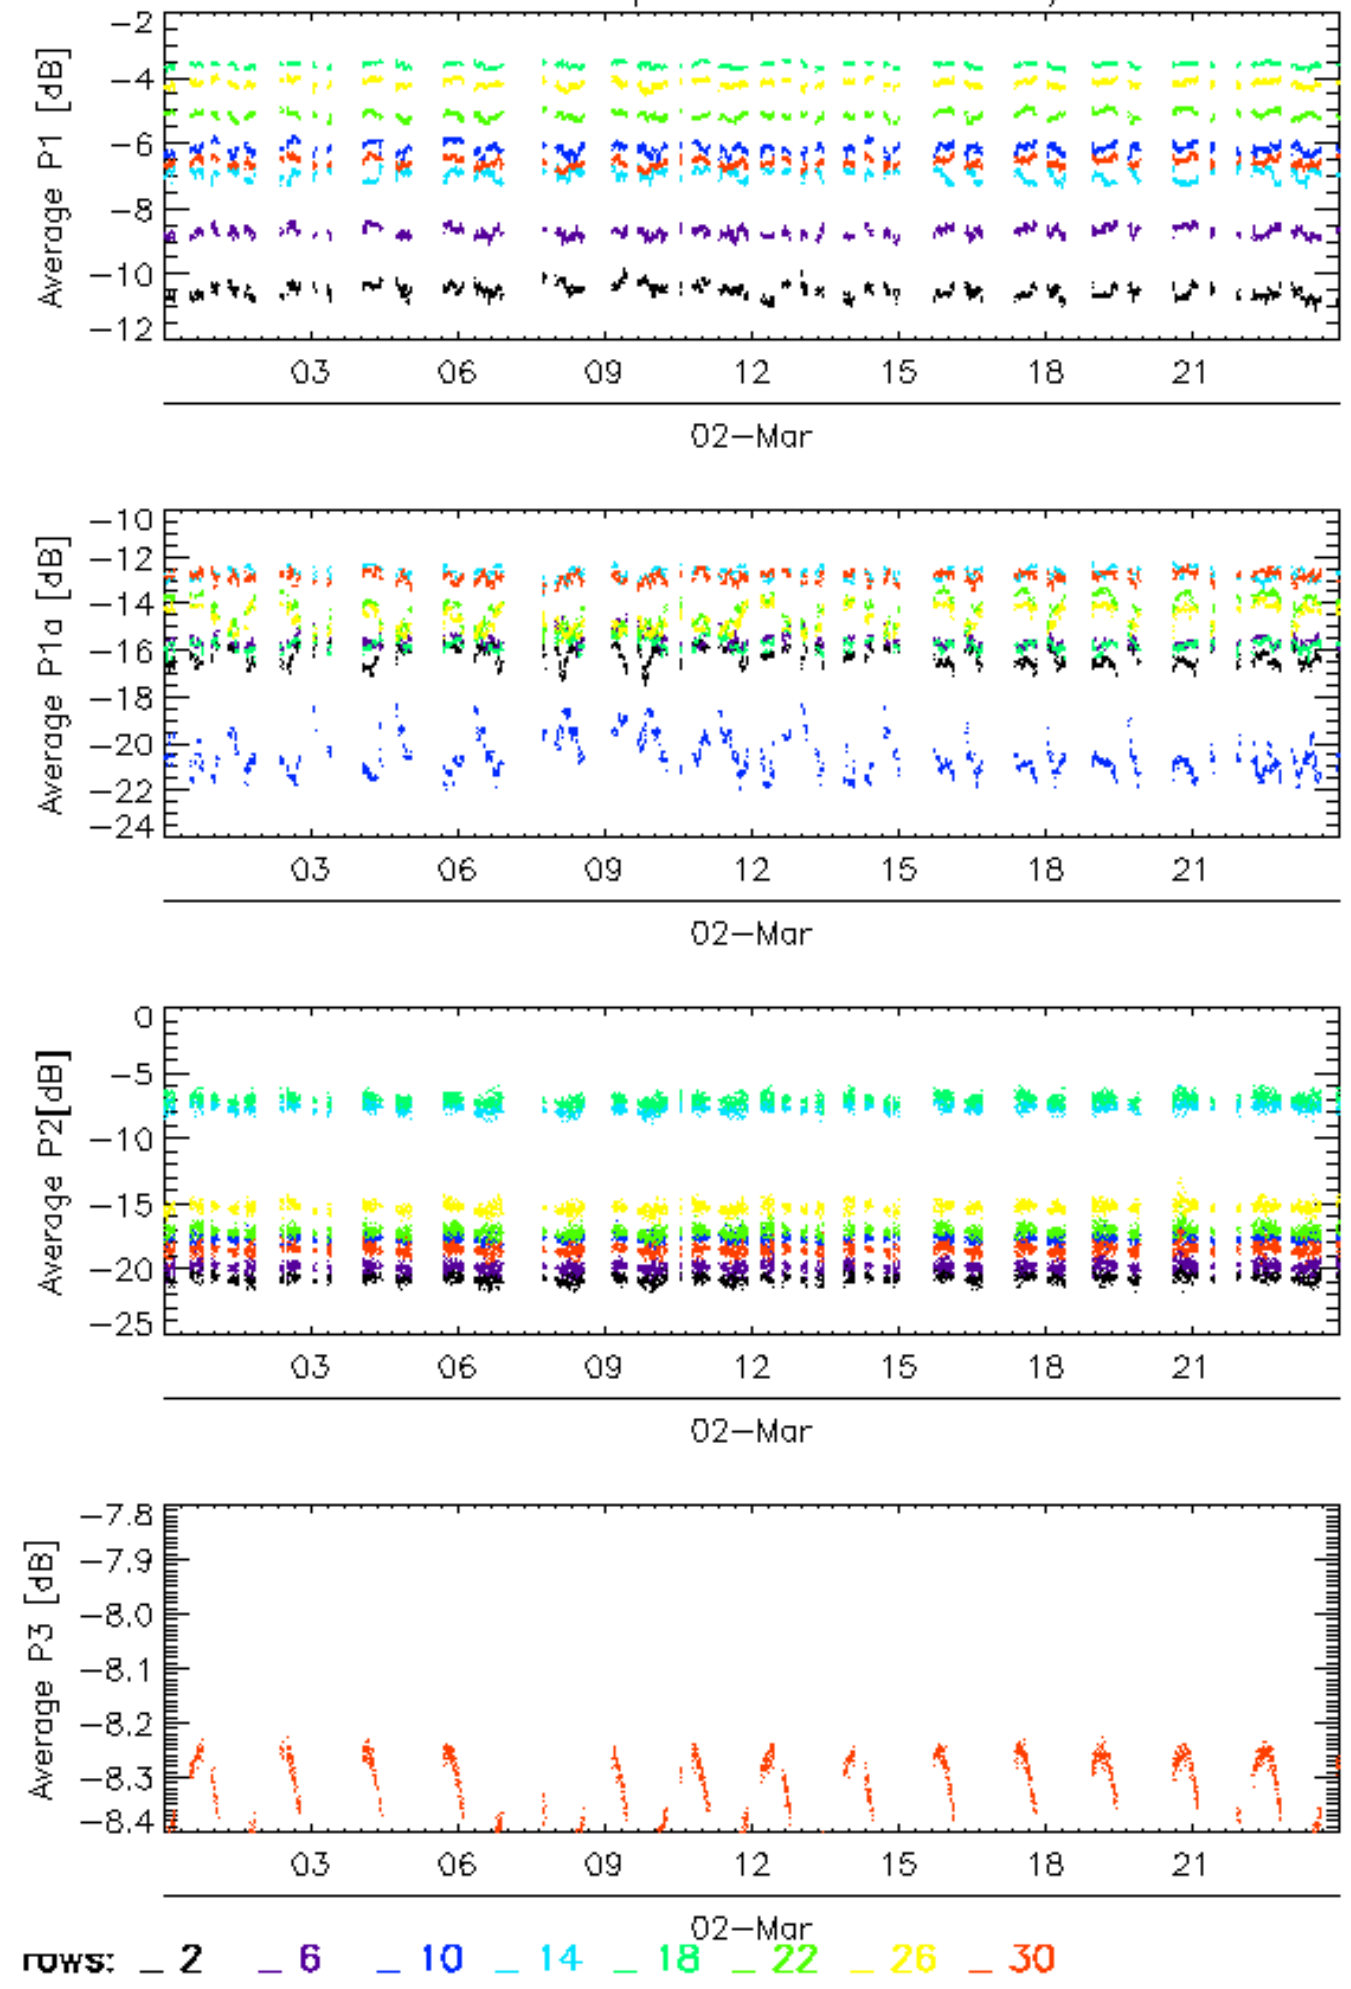 Average P1 [dB]
-2
-4
-6
-8
-10
-12
03 06 09 12 15 18 21
02-Mar
Average P1a [dB]
-10
-12
-14
-16
-18
-20
-22
-24
03 06 09 12 15 18 21
02-Mar
Average P2[dB]
0
-5
-10
-15
-20
-25
03 06 09 12 15 18 21
02-Mar
Average P3 [dB]
-7.8
-7.9
-8.0
-8.1
-8.2
-8.3
-8.4
03 06 09 12 15 18 21
02-Mar
rows: _ 2 _ 6 _ 10 _ 14 _ 18 _ 22 _ 26 _ 30